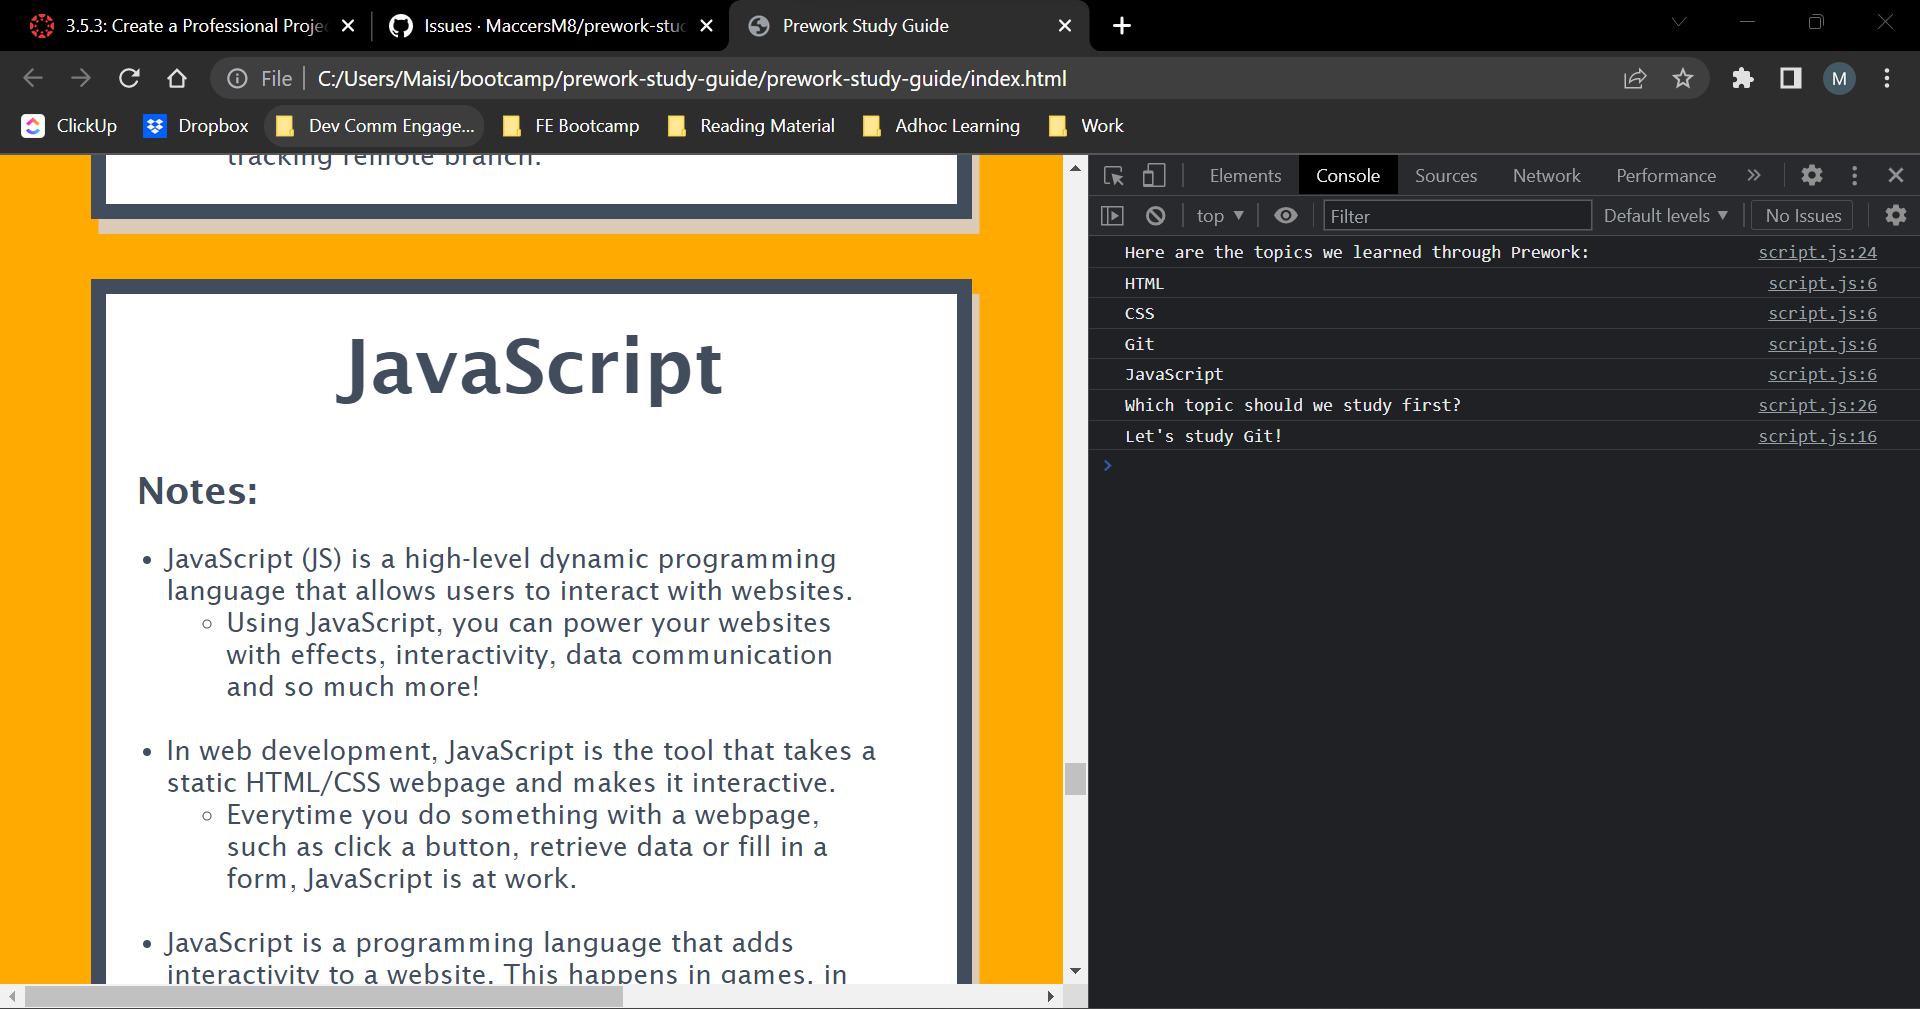 3.5.3: Create a Professional Proje
Issues · MaccersM8/prework-stu
Prework Study Guide
File C:/Users/Maisi/bootcamp/prework-study-guide/prework-study-guide/index.html
M
ClickUp Dropbox Dev Comm Engage... FE Bootcamp Reading Material Adhoc Learning Work
tracking remote branch.
JavaScript
Notes:
• JavaScript (JS) is a high-level dynamic programming
language that allows users to interact with websites.
◦ Using JavaScript, you can power your websites
with effects, interactivity, data communication
and so much more!
• In web development, JavaScript is the tool that takes a
static HTML/CSS webpage and makes it interactive.
◦ Everytime you do something with a webpage,
such as click a button, retrieve data or fill in a
form, JavaScript is at work.
• JavaScript is a programming language that adds
interactivity to a website. This happens in games, in
Elements Console Sources Network Performance »
top Filter Default levels No Issues
Here are the topics we learned through Prework: script.js:24
HTML script.js:6
CSS script.js:6
Git script.js:6
JavaScript script.js:6
Which topic should we study first? script.js:26
Let's study Git! script.js:16